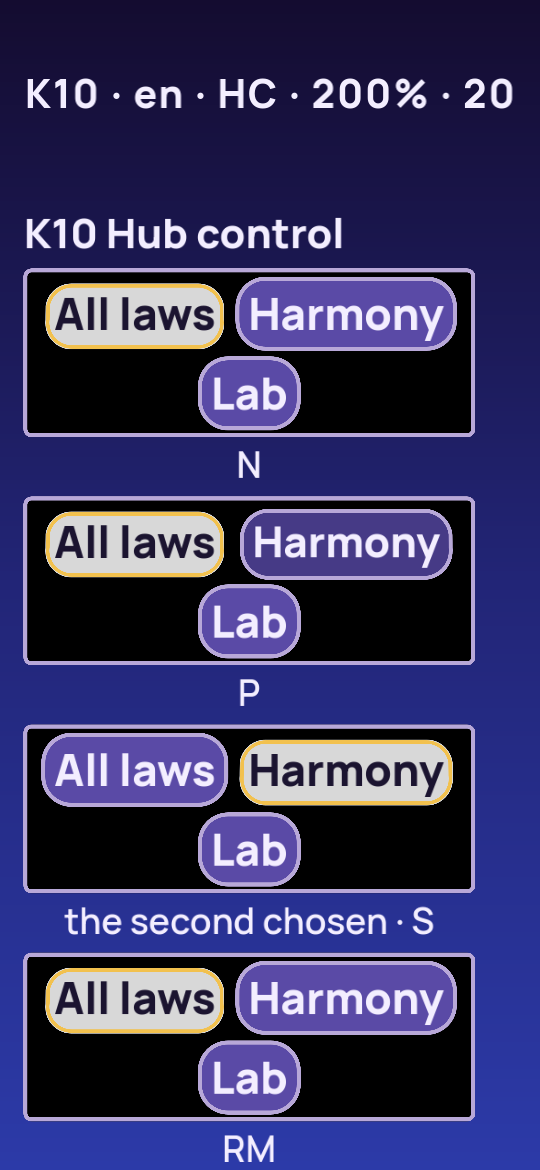 K10 · en · HC · 200% · 20
K10 Hub control
All laws Harmony
Lab
N
All laws Harmony
Lab
P
All laws Harmony
Lab
the second chosen · S
All laws Harmony
Lab
RM